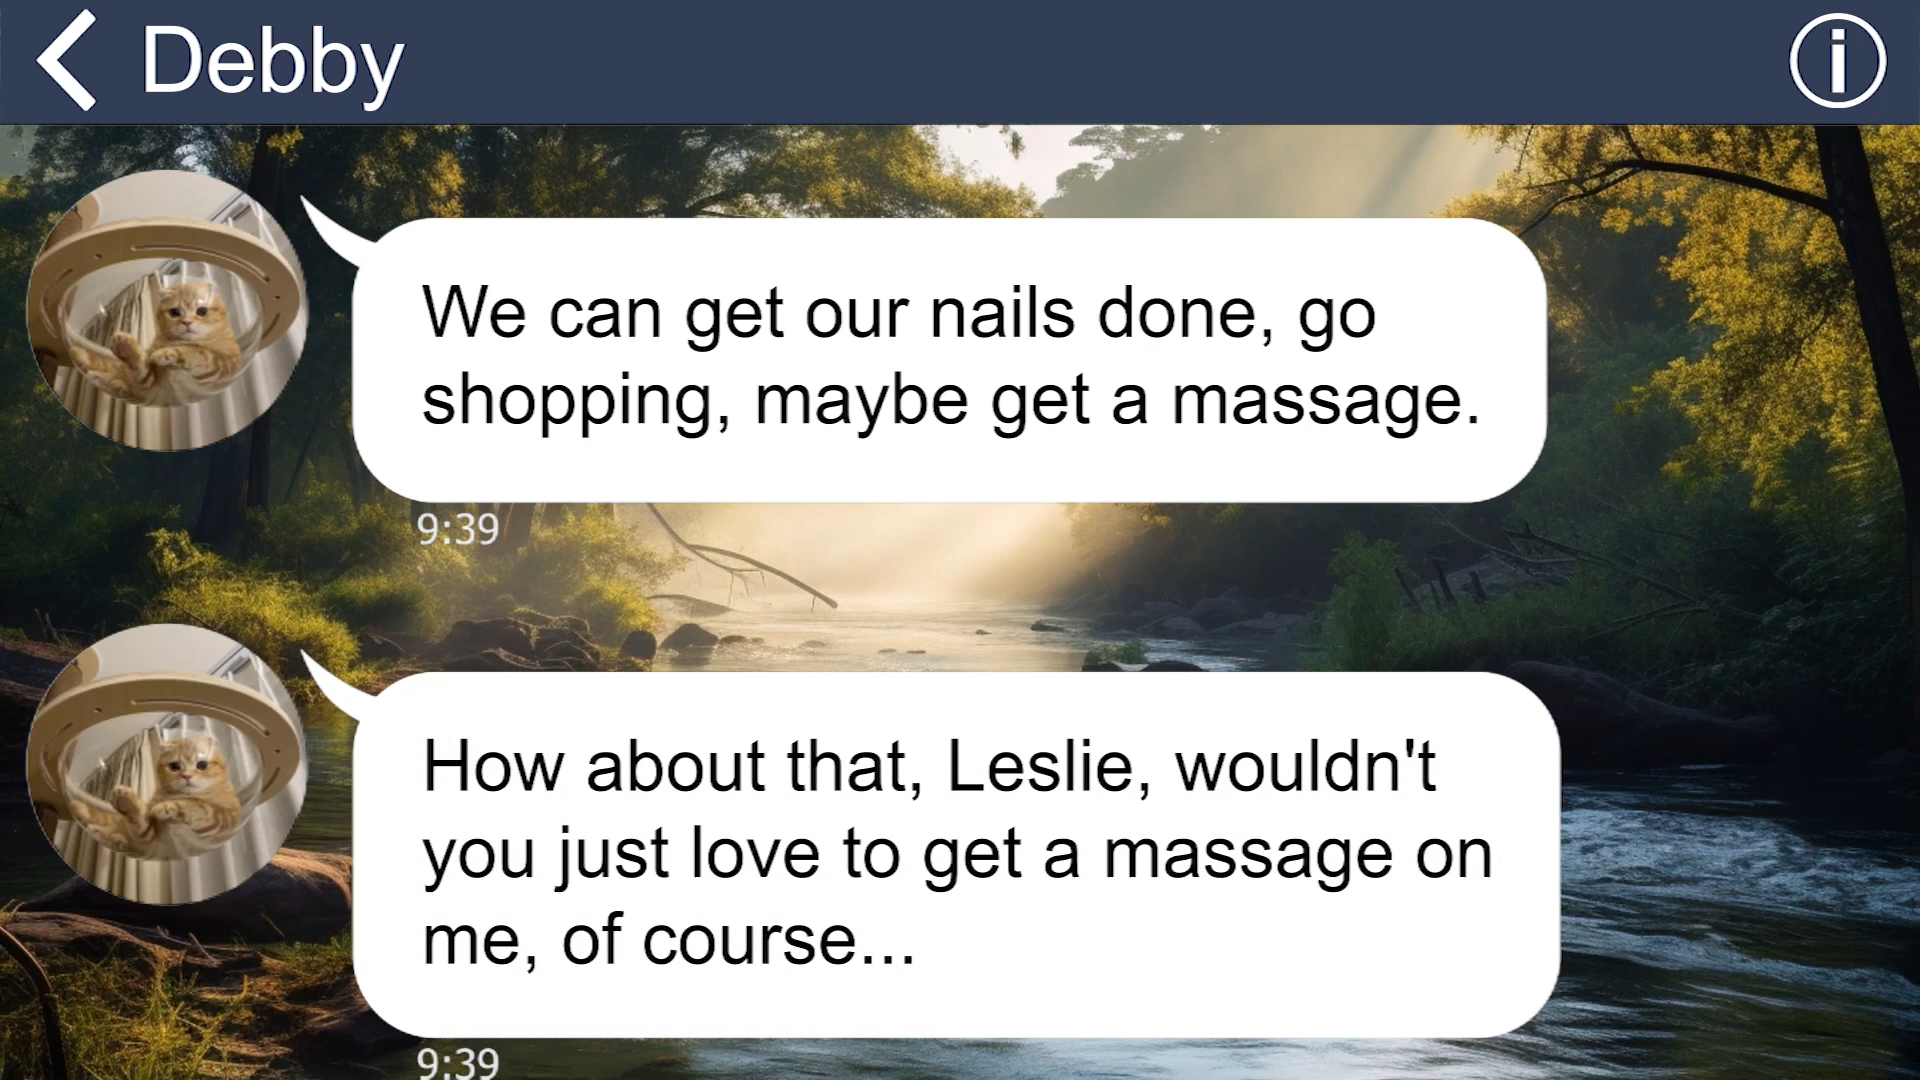 Debby
We can get our nails done, go
shopping, maybe get a massage.
9:39
How about that, Leslie, wouldn't
you just love to get a massage on
me, of course...
9:39